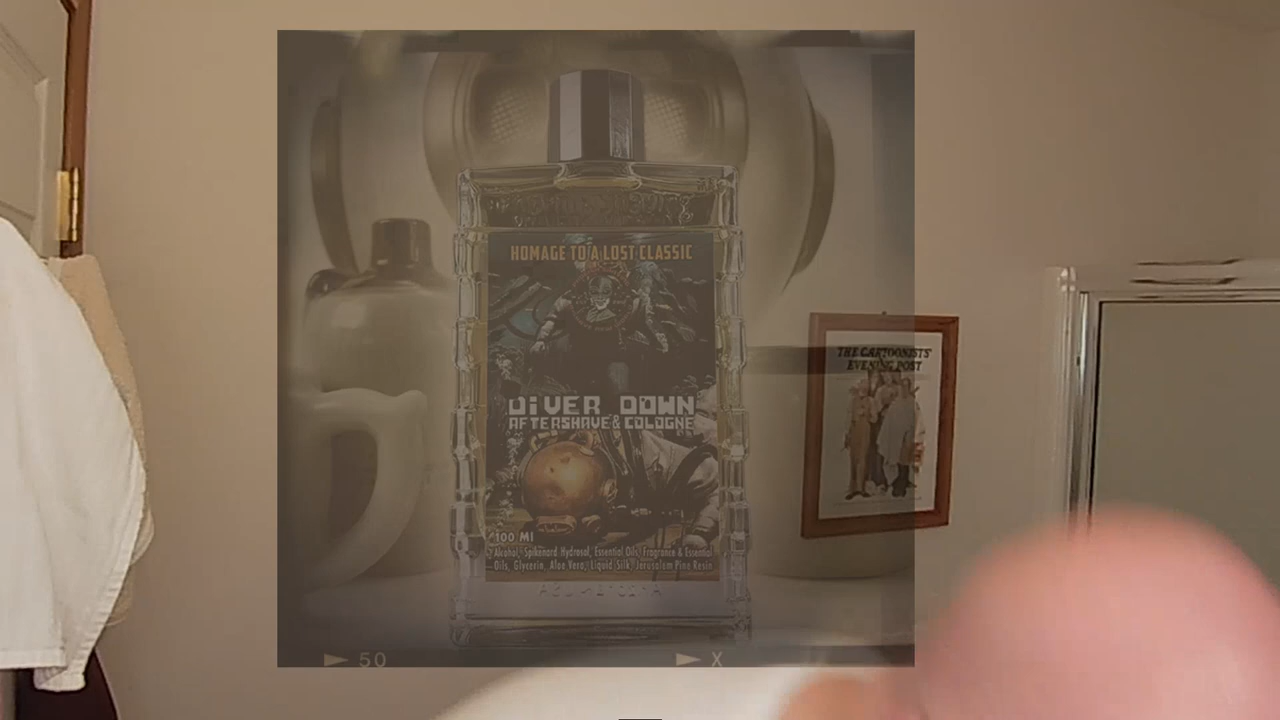 HOMAGE TO A LOST CLASSIC
DiVER DOWN
AFTERSHAVE & COLOGNE
100 Ml
Alcohol, Spikenard Hydrosol, Essential Oils, Fragrance & Essential
Oils, Glycerin, Aloe Vera, Liquid Silk, Jerusalem Pine Resin
THE CARTOONISTS'
EVENING POST
50
X